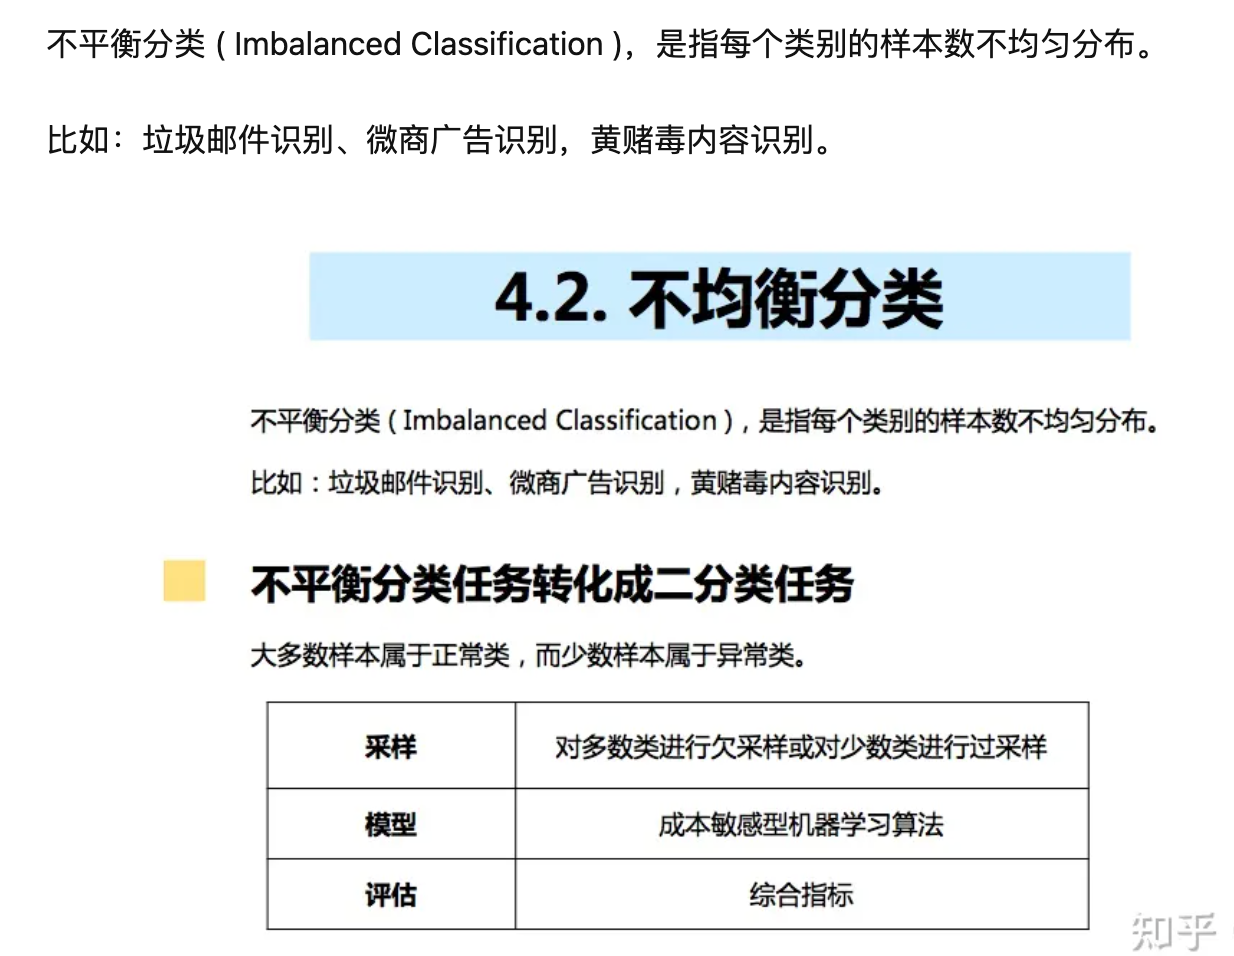 不平衡分类 ( Imbalanced Classification )，是指每个类别的样本数不均匀分布。
比如：垃圾邮件识别、微商广告识别，黄赌毒内容识别。
4.2. 不均衡分类
不平衡分类 ( Imbalanced Classification ) , 是指每个类别的样本数不均匀分布。
比如 : 垃圾邮件识别、微商广告识别 , 黄赌毒内容识别。
不平衡分类任务转化成二分类任务
大多数样本属于正常类 , 而少数样本属于异常类。
采样 对多数类进行欠采样或对少数类进行过采样
模型 成本敏感型机器学习算法
评估 综合指标
知乎